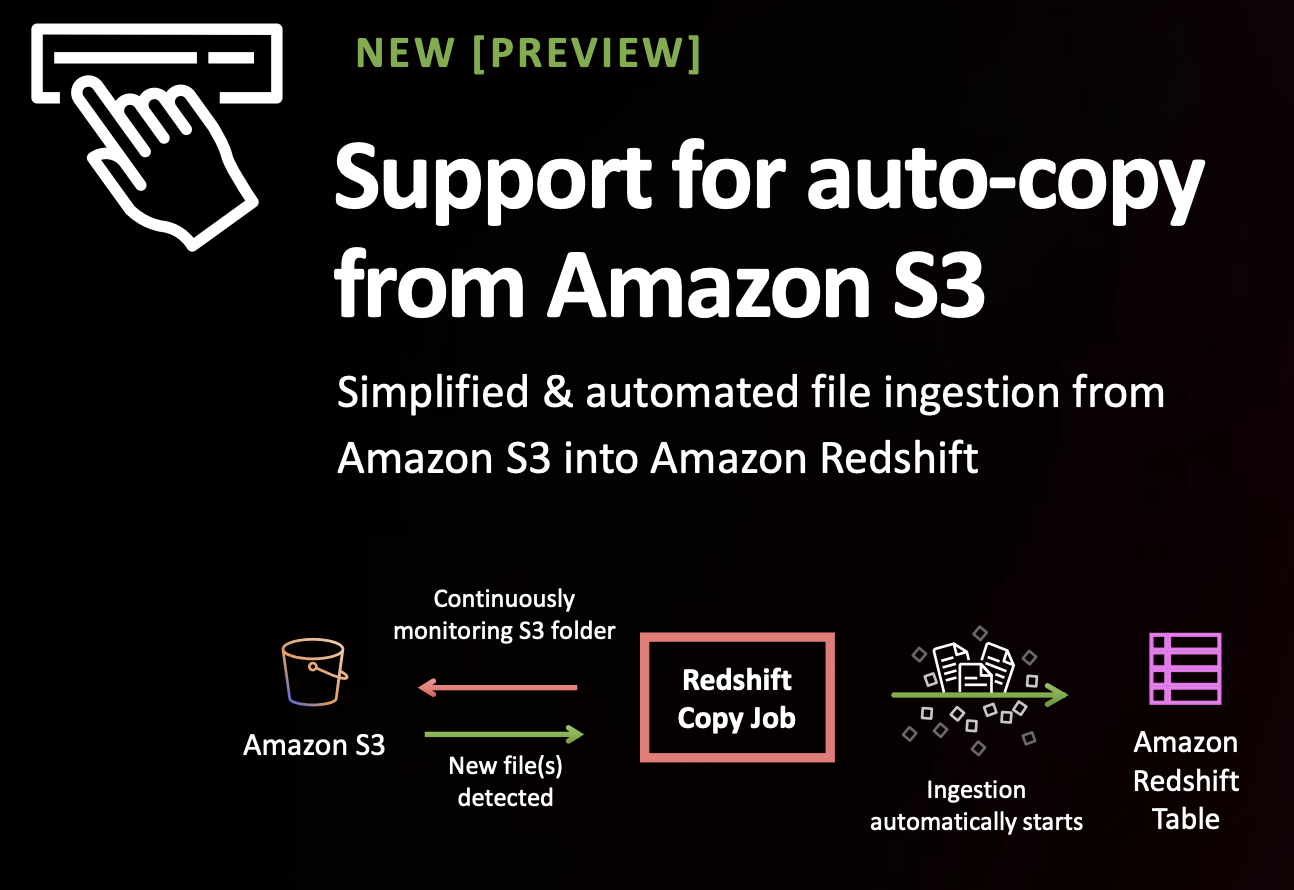 NEW [PREVIEW]
Support for auto-copy
from Amazon S3
Simplified & automated file ingestion from
Amazon S3 into Amazon Redshift
Continuously
monitoring S3 folder
Amazon S3
New file(s)
detected
Redshift
Copy Job
Ingestion
automatically starts
Amazon
Redshift
Table